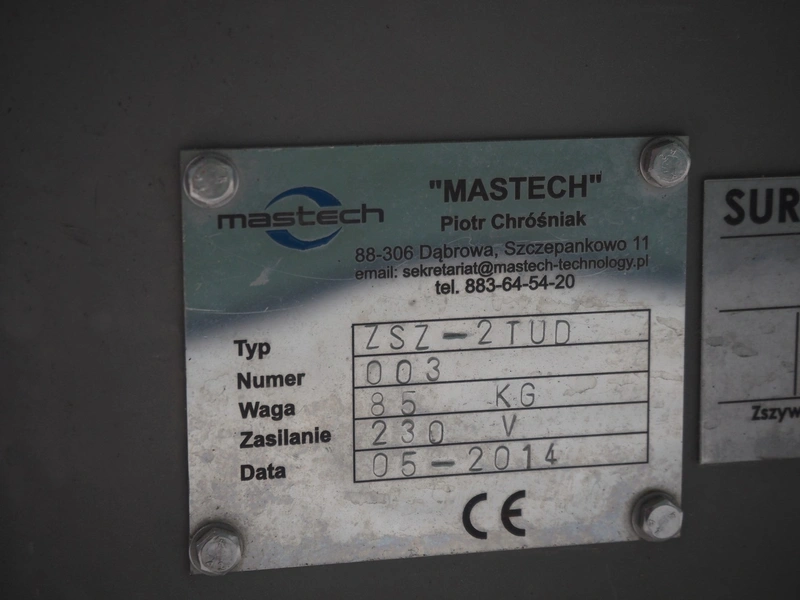 mastech
"MASTECH"
Piotr Chróśniak
88-306 Dąbrowa, Szczepankowo 11
email: sekretariat@mastech-technology.pl
tel. 883-64-54-20
Typ ZSZ-2TUD
Numer 003
Waga 85 KG
Zasilanie 230 V
Data 05-2014
CE
SUR
Zszyw